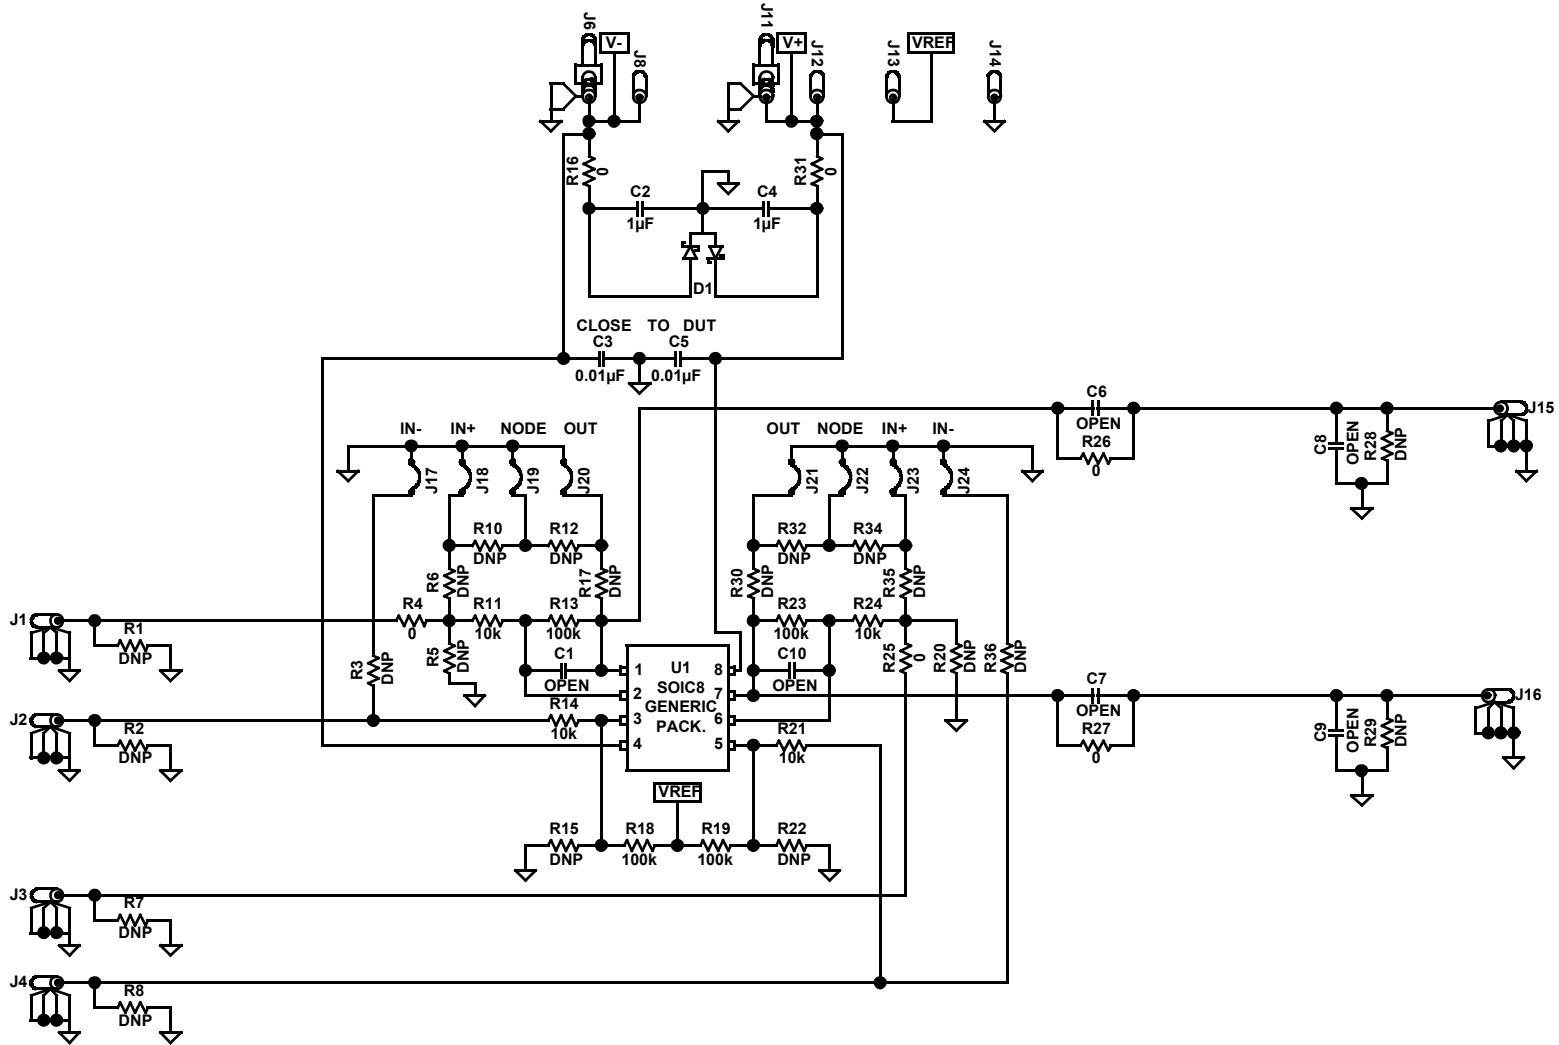 J6
V-
J8
J11
V+
J12
J13
VREF
J14
R16
0
R31
0
C2
1µF
C4
1µF
D1
CLOSE TO DUT
C3
0.01µF
C5
0.01µF
IN-
IN+
NODE
OUT
J17
J18
J19
J20
OUT
NODE
IN+
IN-
J21
J22
J23
J24
C6
OPEN
R26
0
C8
OPEN
R28
DNP
J15
R10
DNP
R12
DNP
R32
DNP
R34
DNP
R6
DNP
R17
DNP
R30
DNP
R35
DNP
J1
R1
DNP
R4
0
R11
10k
R13
100k
R23
100k
R24
10k
R3
DNP
R5
DNP
C1
OPEN
U1
SOIC8
GENERIC
PACK.
1
2
3
4
8
7
6
5
C10
OPEN
R25
0
R20
DNP
R36
DNP
J2
R2
DNP
R14
10k
R21
10k
C7
OPEN
R27
0
C9
OPEN
R29
DNP
J16
VREF
R15
DNP
R18
100k
R19
100k
R22
DNP
J3
R7
DNP
J4
R8
DNP